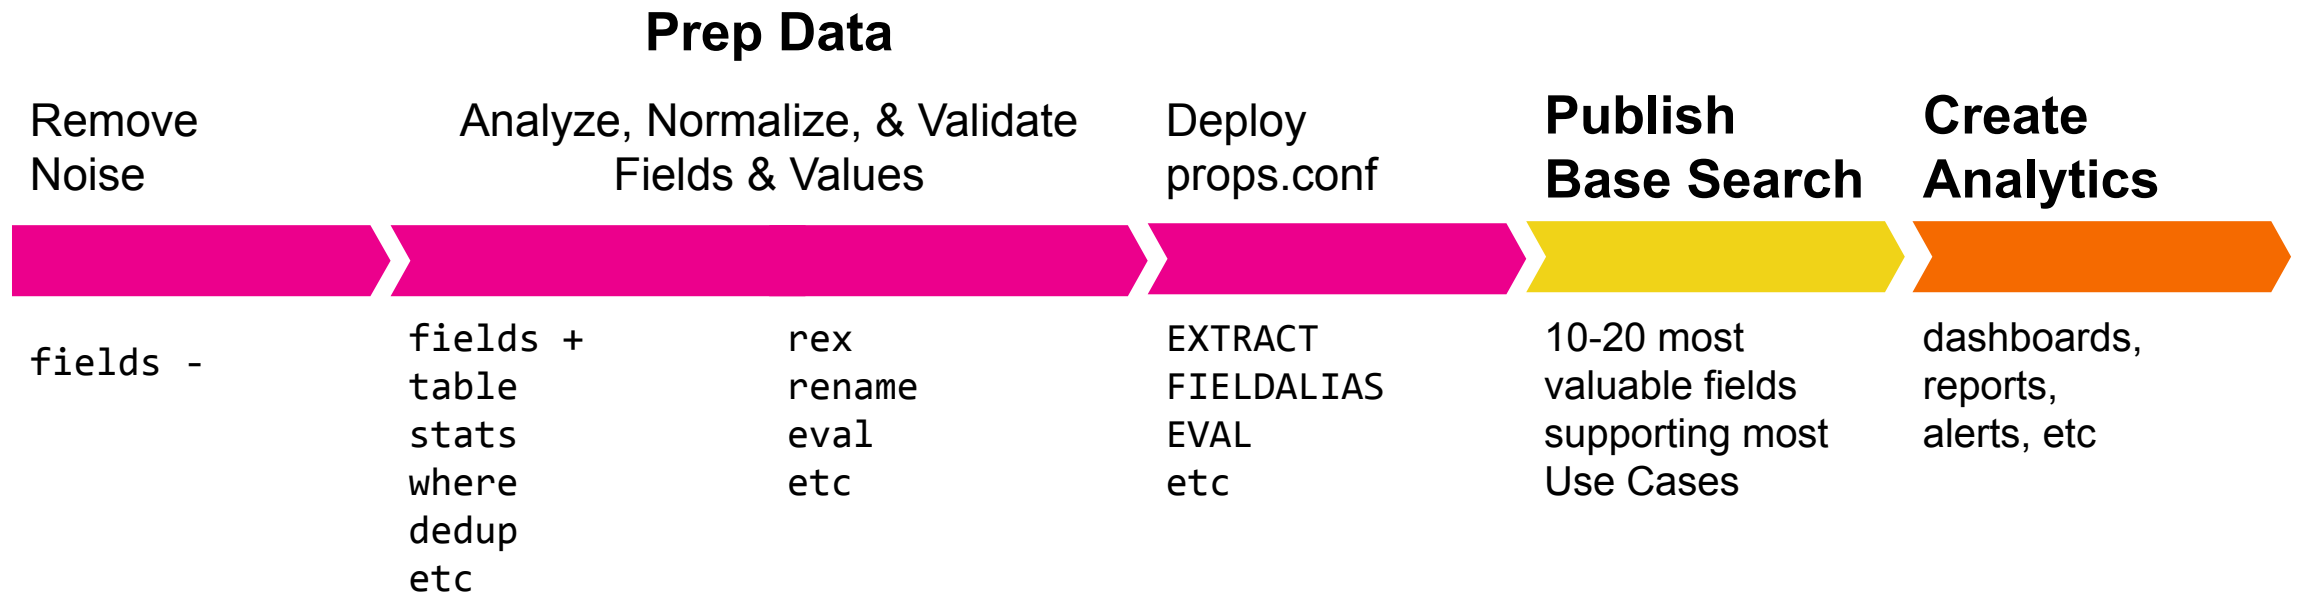 Prep Data
Remove
Noise
Analyze, Normalize, & Validate
Fields & Values
Deploy
props.conf
Publish
Base Search
Create
Analytics
fields -
fields +
table
stats
where
dedup
etc
rex
rename
eval
etc
EXTRACT
FIELDALIAS
EVAL
etc
10-20 most
valuable fields
supporting most
Use Cases
dashboards,
reports,
alerts, etc